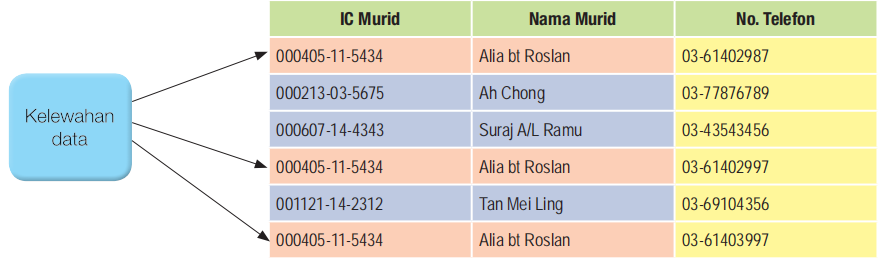 Kelewahan
data
IC Murid Nama Murid No. Telefon
000405-11-5434 Alia bt Roslan 03-61402987
000213-03-5675 Ah Chong 03-77876789
000607-14-4343 Suraj A/L Ramu 03-43543456
000405-11-5434 Alia bt Roslan 03-61402997
001121-14-2312 Tan Mei Ling 03-69104356
000405-11-5434 Alia bt Roslan 03-61403997